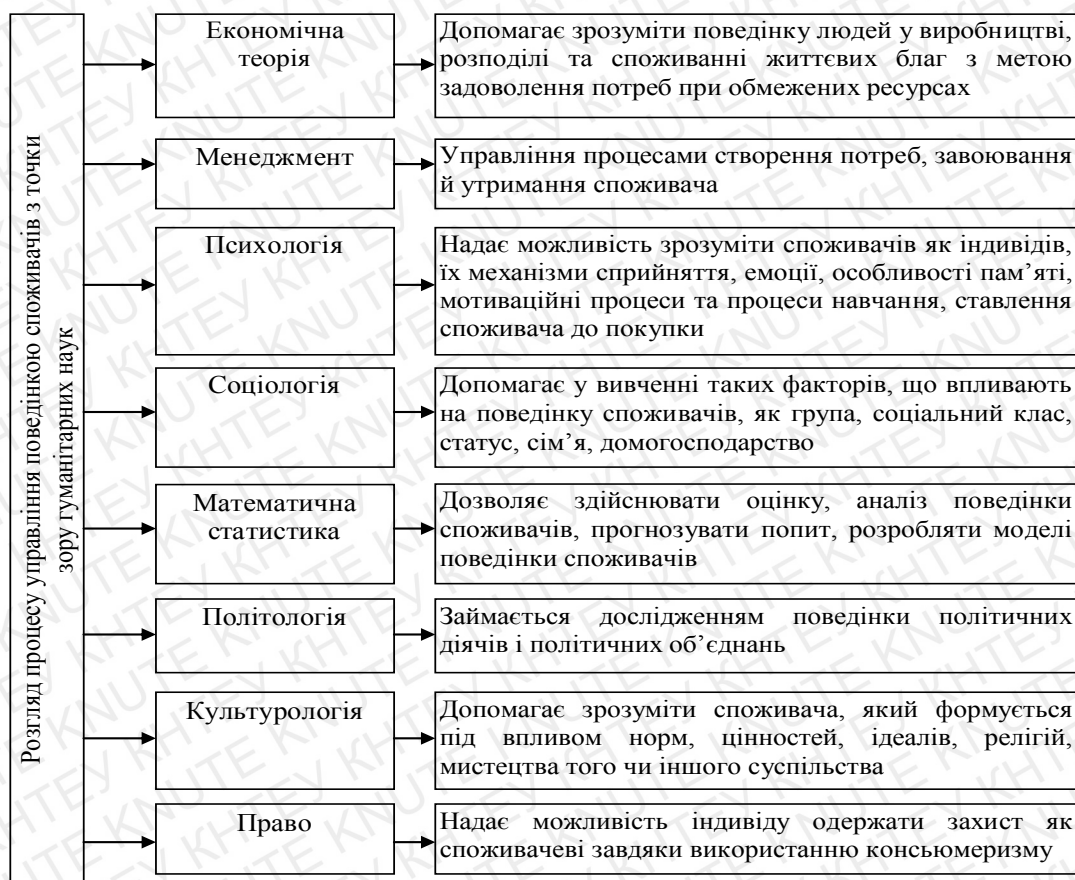 Розгляд процесу управління поведінкою споживачів з точки
зору гуманітарних наук
Економічна
теорія
Допомагає зрозуміти поведінку людей у виробництві,
розподілі та споживанні життєвих благ з метою
задоволення потреб при обмежених ресурсах
Менеджмент
Управління процесами створення потреб, завоювання
й утримання споживача
Психологія
Надає можливість зрозуміти споживачів як індивідів,
їх механізми сприйняття, емоції, особливості пам’яті,
мотиваційні процеси та процеси навчання, ставлення
споживача до покупки
Соціологія
Допомагає у вивченні таких факторів, що впливають
на поведінку споживачів, як група, соціальний клас,
статус, сім’я, домогосподарство
Математична
статистика
Дозволяє здійснювати оцінку, аналіз поведінки
споживачів, прогнозувати попит, розробляти моделі
поведінки споживачів
Політологія
Займається дослідженням поведінки політичних
діячів і політичних об’єднань
Культурологія
Допомагає зрозуміти споживача, який формується
під впливом норм, цінностей, ідеалів, релігій,
мистецтва того чи іншого суспільства
Право
Надає можливість індивіду одержати захист як
споживачеві завдяки використанню консьюмеризму